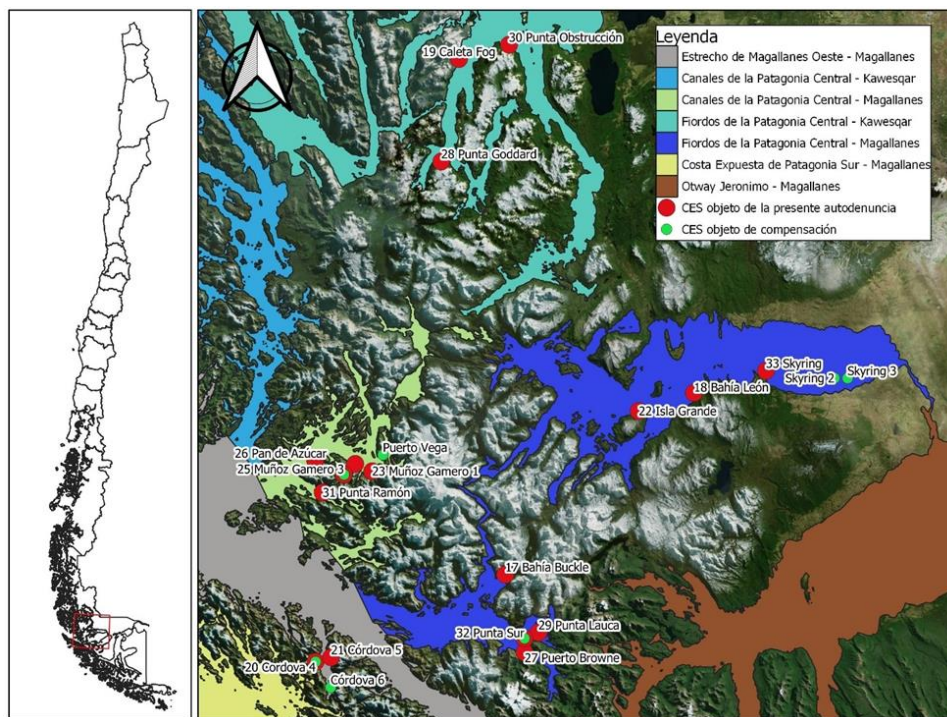 30 Punta Obstrucción
19 Caleta Fog
28 Punta Goddard
Leyenda
Estrecho de Magallanes Oeste - Magallanes
Canales de la Patagonia Central - Kawesqar
Canales de la Patagonia Central - Magallanes
Fiordos de la Patagonia Central - Kawesqar
Fiordos de la Patagonia Central - Magallanes
Costa Expuesta de Patagonia Sur - Magallanes
Otway Jeronimo - Magallanes
CES objeto de la presente autodenuncia
CES objeto de compensación
33 Skyring
Skyring 2
Skyring 3
18 Bahía León
22 Isla Grande
Puerto Vega
26 Pan de Azúcar
25 Muñoz Gamero 3
23 Muñoz Gamero 1
31 Punta Ramón
17 Bahía Buckle
29 Punta Lauca
32 Punta Sur
27 Puerto Browne
21 Córdova 5
20 Cordova 4
Córdova 6